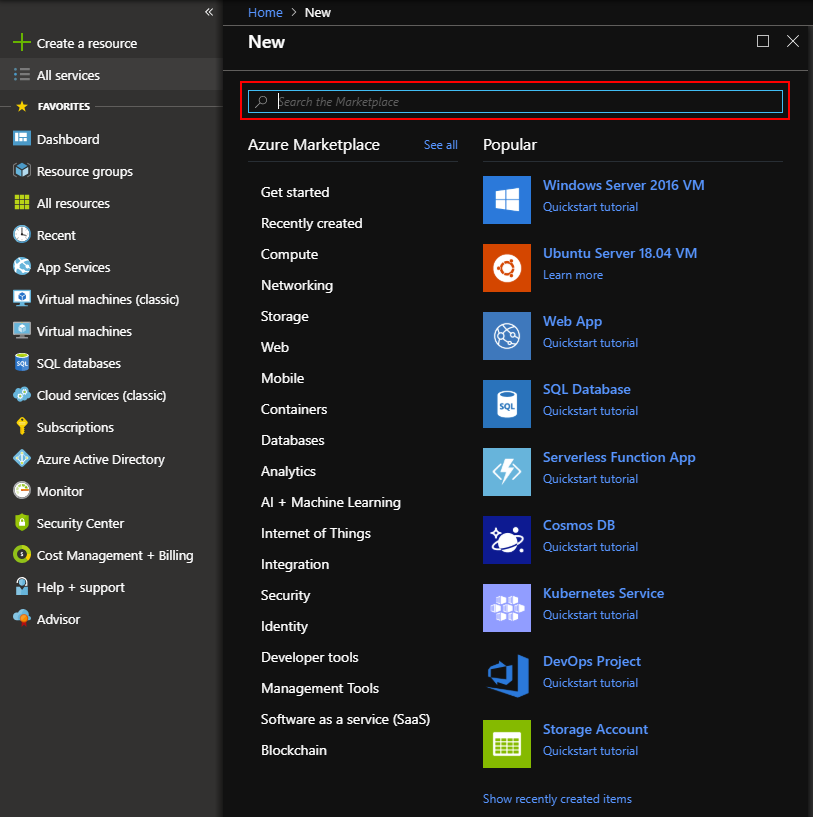 «
Create a resource
All services
FAVORITES
Dashboard
Resource groups
All resources
Recent
App Services
Virtual machines (classic)
Virtual machines
SQL
SQL databases
Cloud services (classic)
Subscriptions
Azure Active Directory
Monitor
Security Center
Cost Management + Billing
Help + support
Advisor
Home > New
New
Search the Marketplace
Azure Marketplace
See all
Get started
Recently created
Compute
Networking
Storage
Web
Mobile
Containers
Databases
Analytics
AI + Machine Learning
Internet of Things
Integration
Security
Identity
Developer tools
Management Tools
Software as a service (SaaS)
Blockchain
Popular
Windows Server 2016 VM
Quickstart tutorial
Ubuntu Server 18.04 VM
Learn more
Web App
Quickstart tutorial
SQL
SQL Database
Quickstart tutorial
Serverless Function App
Quickstart tutorial
Cosmos DB
Quickstart tutorial
Kubernetes Service
Quickstart tutorial
DevOps Project
Quickstart tutorial
Storage Account
Quickstart tutorial
Show recently created items